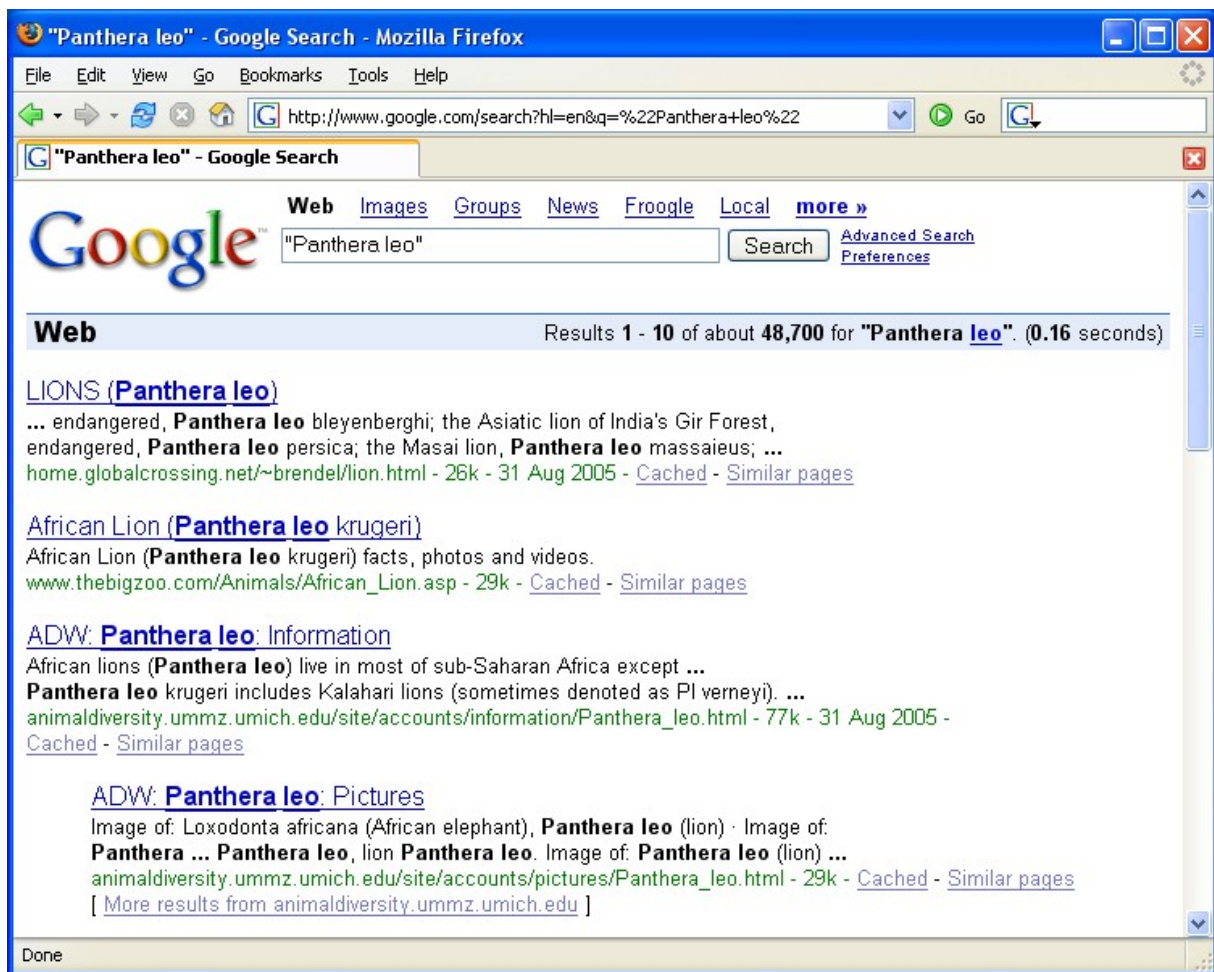 "Panthera leo" - Google Search - Mozilla Firefox
File Edit View Go Bookmarks Tools Help
G http://www.google.com/search?hl=en&q=%22Panthera+leo%22 Go G
G "Panthera leo" - Google Search
Google™
Web Images Groups News Froogle Local more »
"Panthera leo" Search Advanced Search
Preferences
Web Results 1 - 10 of about 48,700 for "Panthera leo". (0.16 seconds)
LIONS (Panthera leo)
... endangered, Panthera leo bleyenberghi; the Asiatic lion of India's Gir Forest,
endangered, Panthera leo persica; the Masai lion, Panthera leo massaieus; ...
home.globalcrossing.net/~brendel/lion.html - 26k - 31 Aug 2005 - Cached - Similar pages
African Lion (Panthera leo krugeri)
African Lion (Panthera leo krugeri) facts, photos and videos.
www.thebigzoo.com/Animals/African_Lion.asp - 29k - Cached - Similar pages
ADW: Panthera leo: Information
African lions (Panthera leo) live in most of sub-Saharan Africa except ...
Panthera leo krugeri includes Kalahari lions (sometimes denoted as Pl verneyi). ...
animaldiversity.ummz.umich.edu/site/accounts/information/Panthera_leo.html - 77k - 31 Aug 2005 -
Cached - Similar pages
ADW: Panthera leo: Pictures
Image of: Loxodonta africana (African elephant), Panthera leo (lion) · Image of:
Panthera ... Panthera leo, lion Panthera leo. Image of: Panthera leo (lion) ...
animaldiversity.ummz.umich.edu/site/accounts/pictures/Panthera_leo.html - 29k - Cached - Similar pages
[ More results from animaldiversity.ummz.umich.edu ]
Done